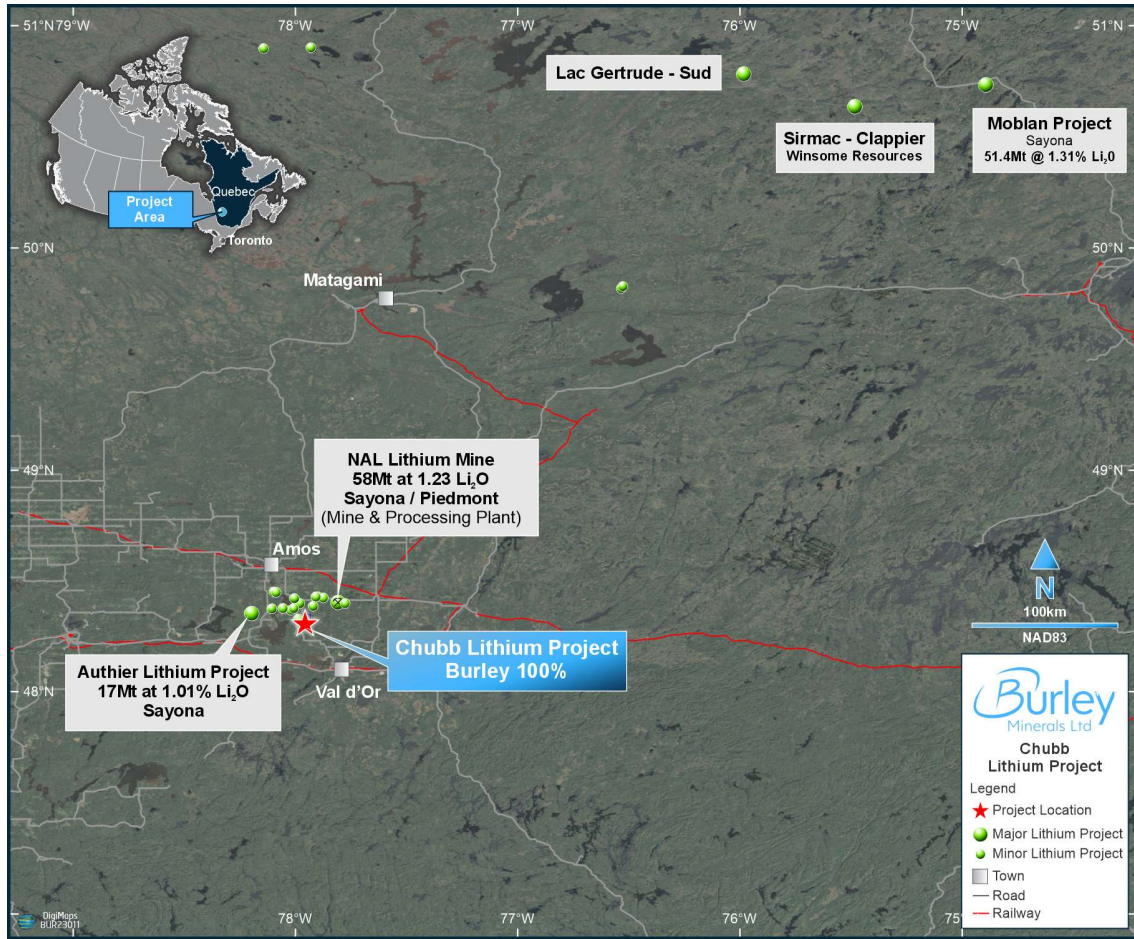 51°N
79°W
78°W
77°W
76°W
75°W
51°N
Lac Gertrude - Sud
Sirmac - Clappier
Winsome Resources
Moblan Project
Sayona
51.4Mt @ 1.31% Li₂0
Quebec
Project
Area
Toronto
50°N
50°N
Matagami
49°N
49°N
NAL Lithium Mine
58Mt at 1.23 Li₂O
Sayona / Piedmont
(Mine & Processing Plant)
Amos
N
100km
NAD83
Chubb Lithium Project
Burley 100%
Authier Lithium Project
17Mt at 1.01% Li₂O
Sayona
Val d'Or
48°N
Burley
Minerals Ltd
Chubb
Lithium Project
Legend
Project Location
Major Lithium Project
Minor Lithium Project
Town
Road
Railway
DigiMaps
BUR23011
78°W
77°W
76°W
75°